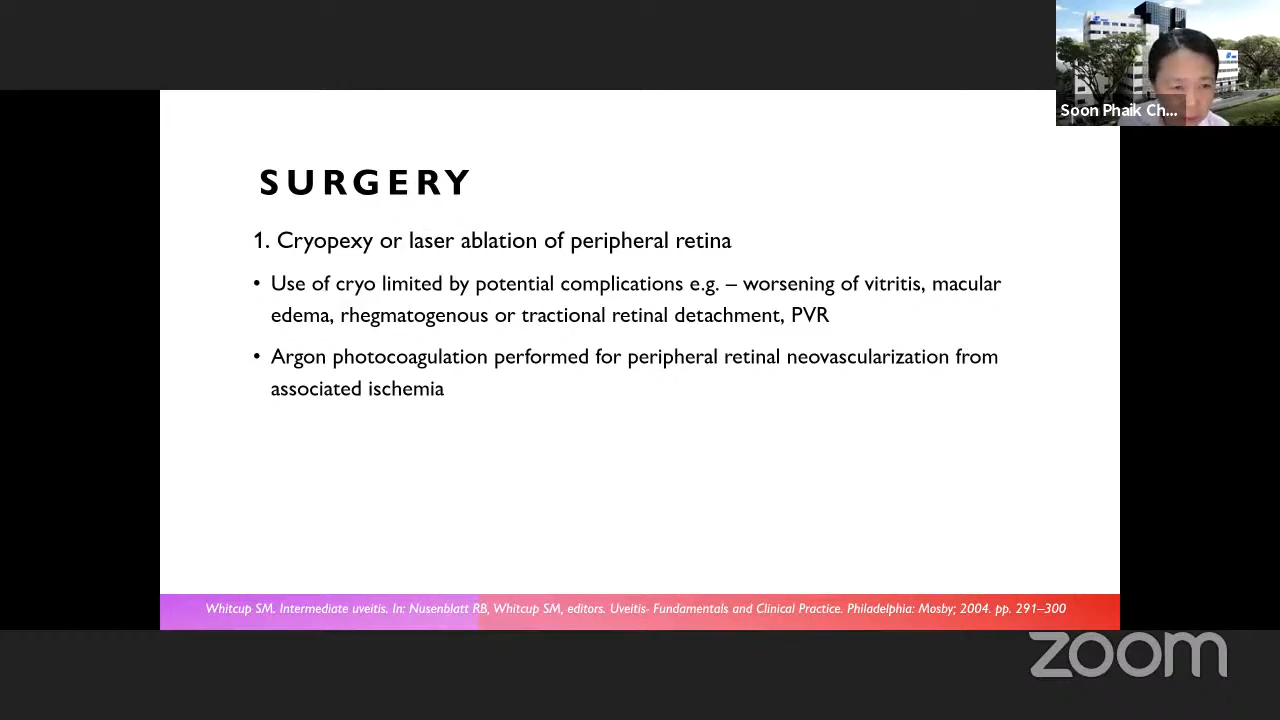 Soon Phaik Ch...
SURGERY
1. Cryopexy or laser ablation of peripheral retina
• Use of cryo limited by potential complications e.g. – worsening of vitritis, macular
edema, rhegmatogenous or tractional retinal detachment, PVR
• Argon photocoagulation performed for peripheral retinal neovascularization from
associated ischemia
Whitcup SM. Intermediate uveitis. In: Nusenblatt RB, Whitcup SM, editors. Uveitis- Fundamentals and Clinical Practice. Philadelphia: Mosby; 2004. pp. 291–300
zoom